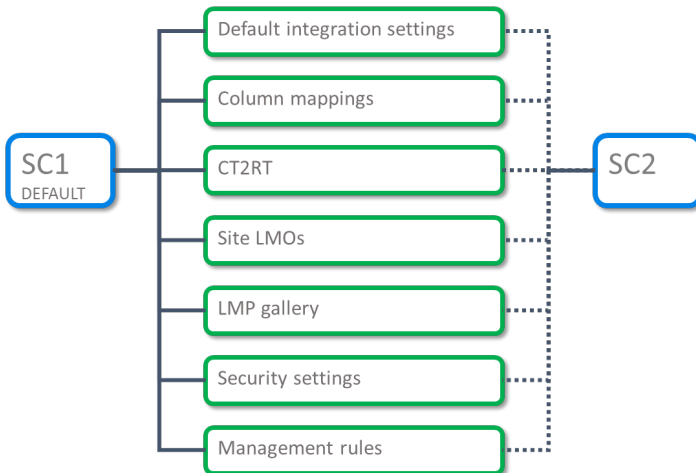 Default integration settings
Column mappings
SC1
DEFAULT
CT2RT
SC2
Site LMOs
LMP gallery
Security settings
Management rules